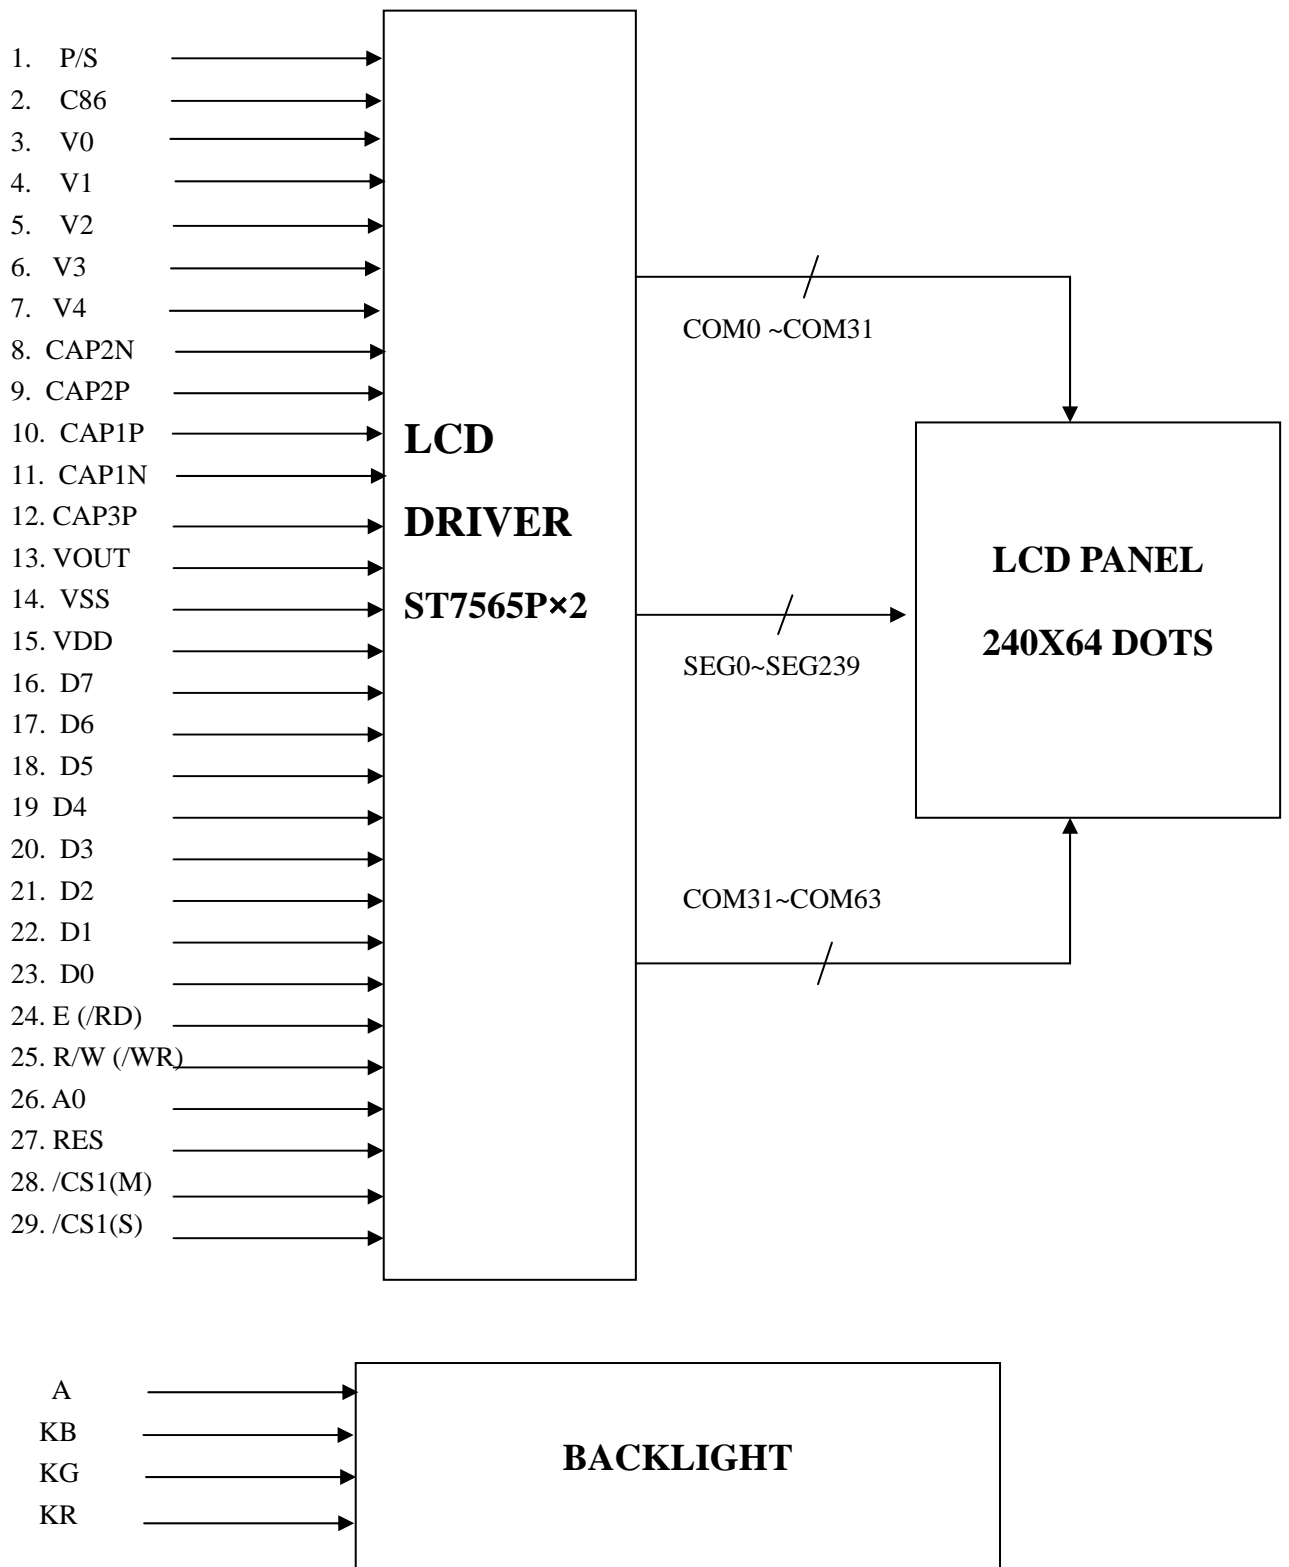 1. P/S
2. C86
3. V0
4. V1
5. V2
6. V3
7. V4
8. CAP2N
9. CAP2P
10. CAP1P
11. CAP1N
12. CAP3P
13. VOUT
14. VSS
15. VDD
16. D7
17. D6
18. D5
19 D4
20. D3
21. D2
22. D1
23. D0
24. E (/RD)
25. R/W (/WR)
26. A0
27. RES
28. /CS1(M)
29. /CS1(S)
LCD
DRIVER
ST7565P×2
COM0 ~COM31
SEG0~SEG239
COM31~COM63
LCD PANEL
240X64 DOTS
A
KB
KG
KR
BACKLIGHT